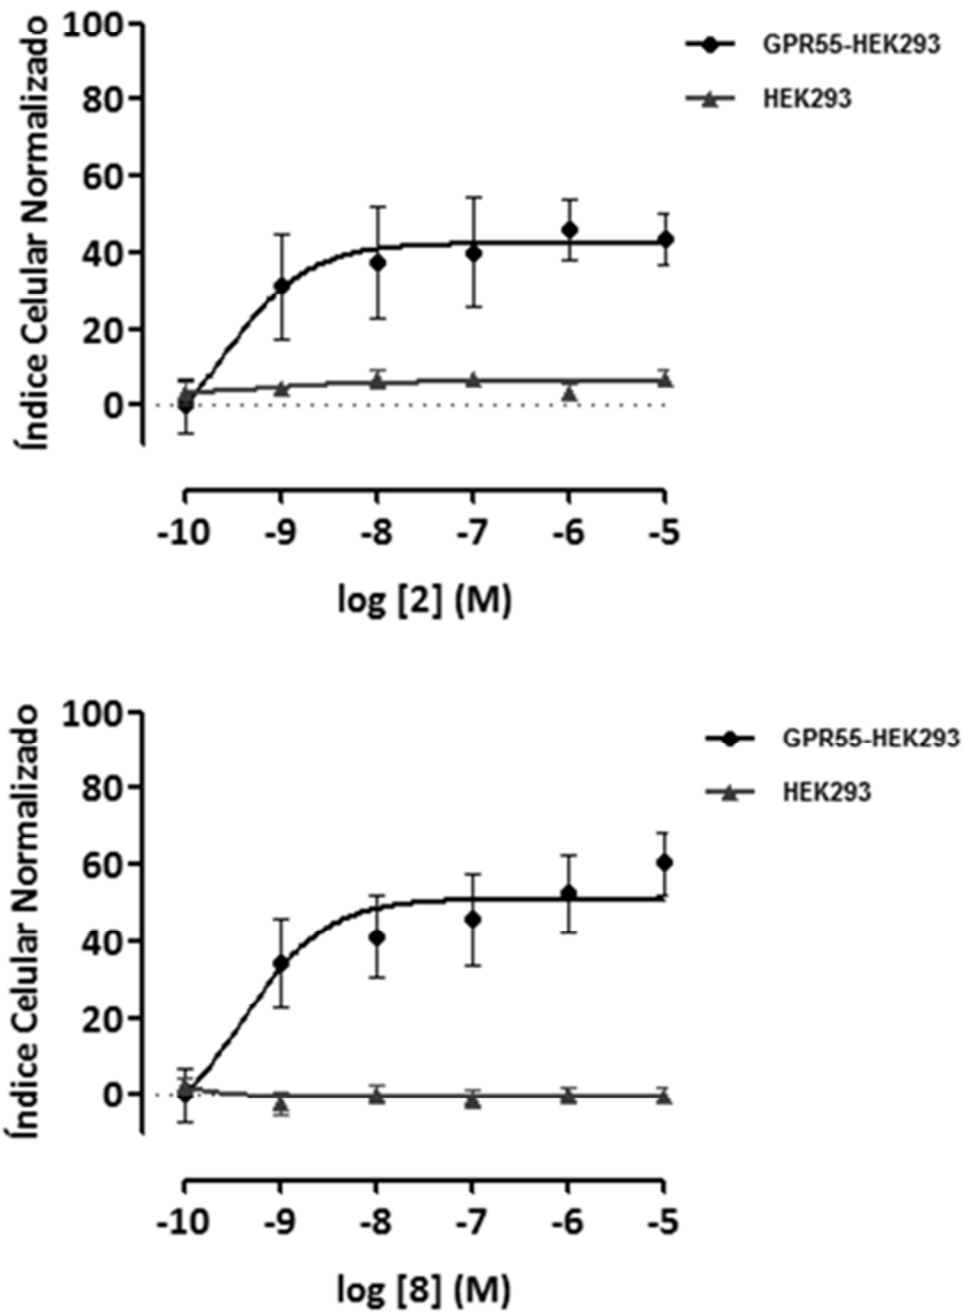 Índice Celular Normalizado
100
80
60
40
20
0
GPR55-HEK293
HEK293
-10 -9 -8 -7 -6 -5
log [2] (M)
Índice Celular Normalizado
100
80
60
40
20
0
GPR55-HEK293
HEK293
-10 -9 -8 -7 -6 -5
log [8] (M)